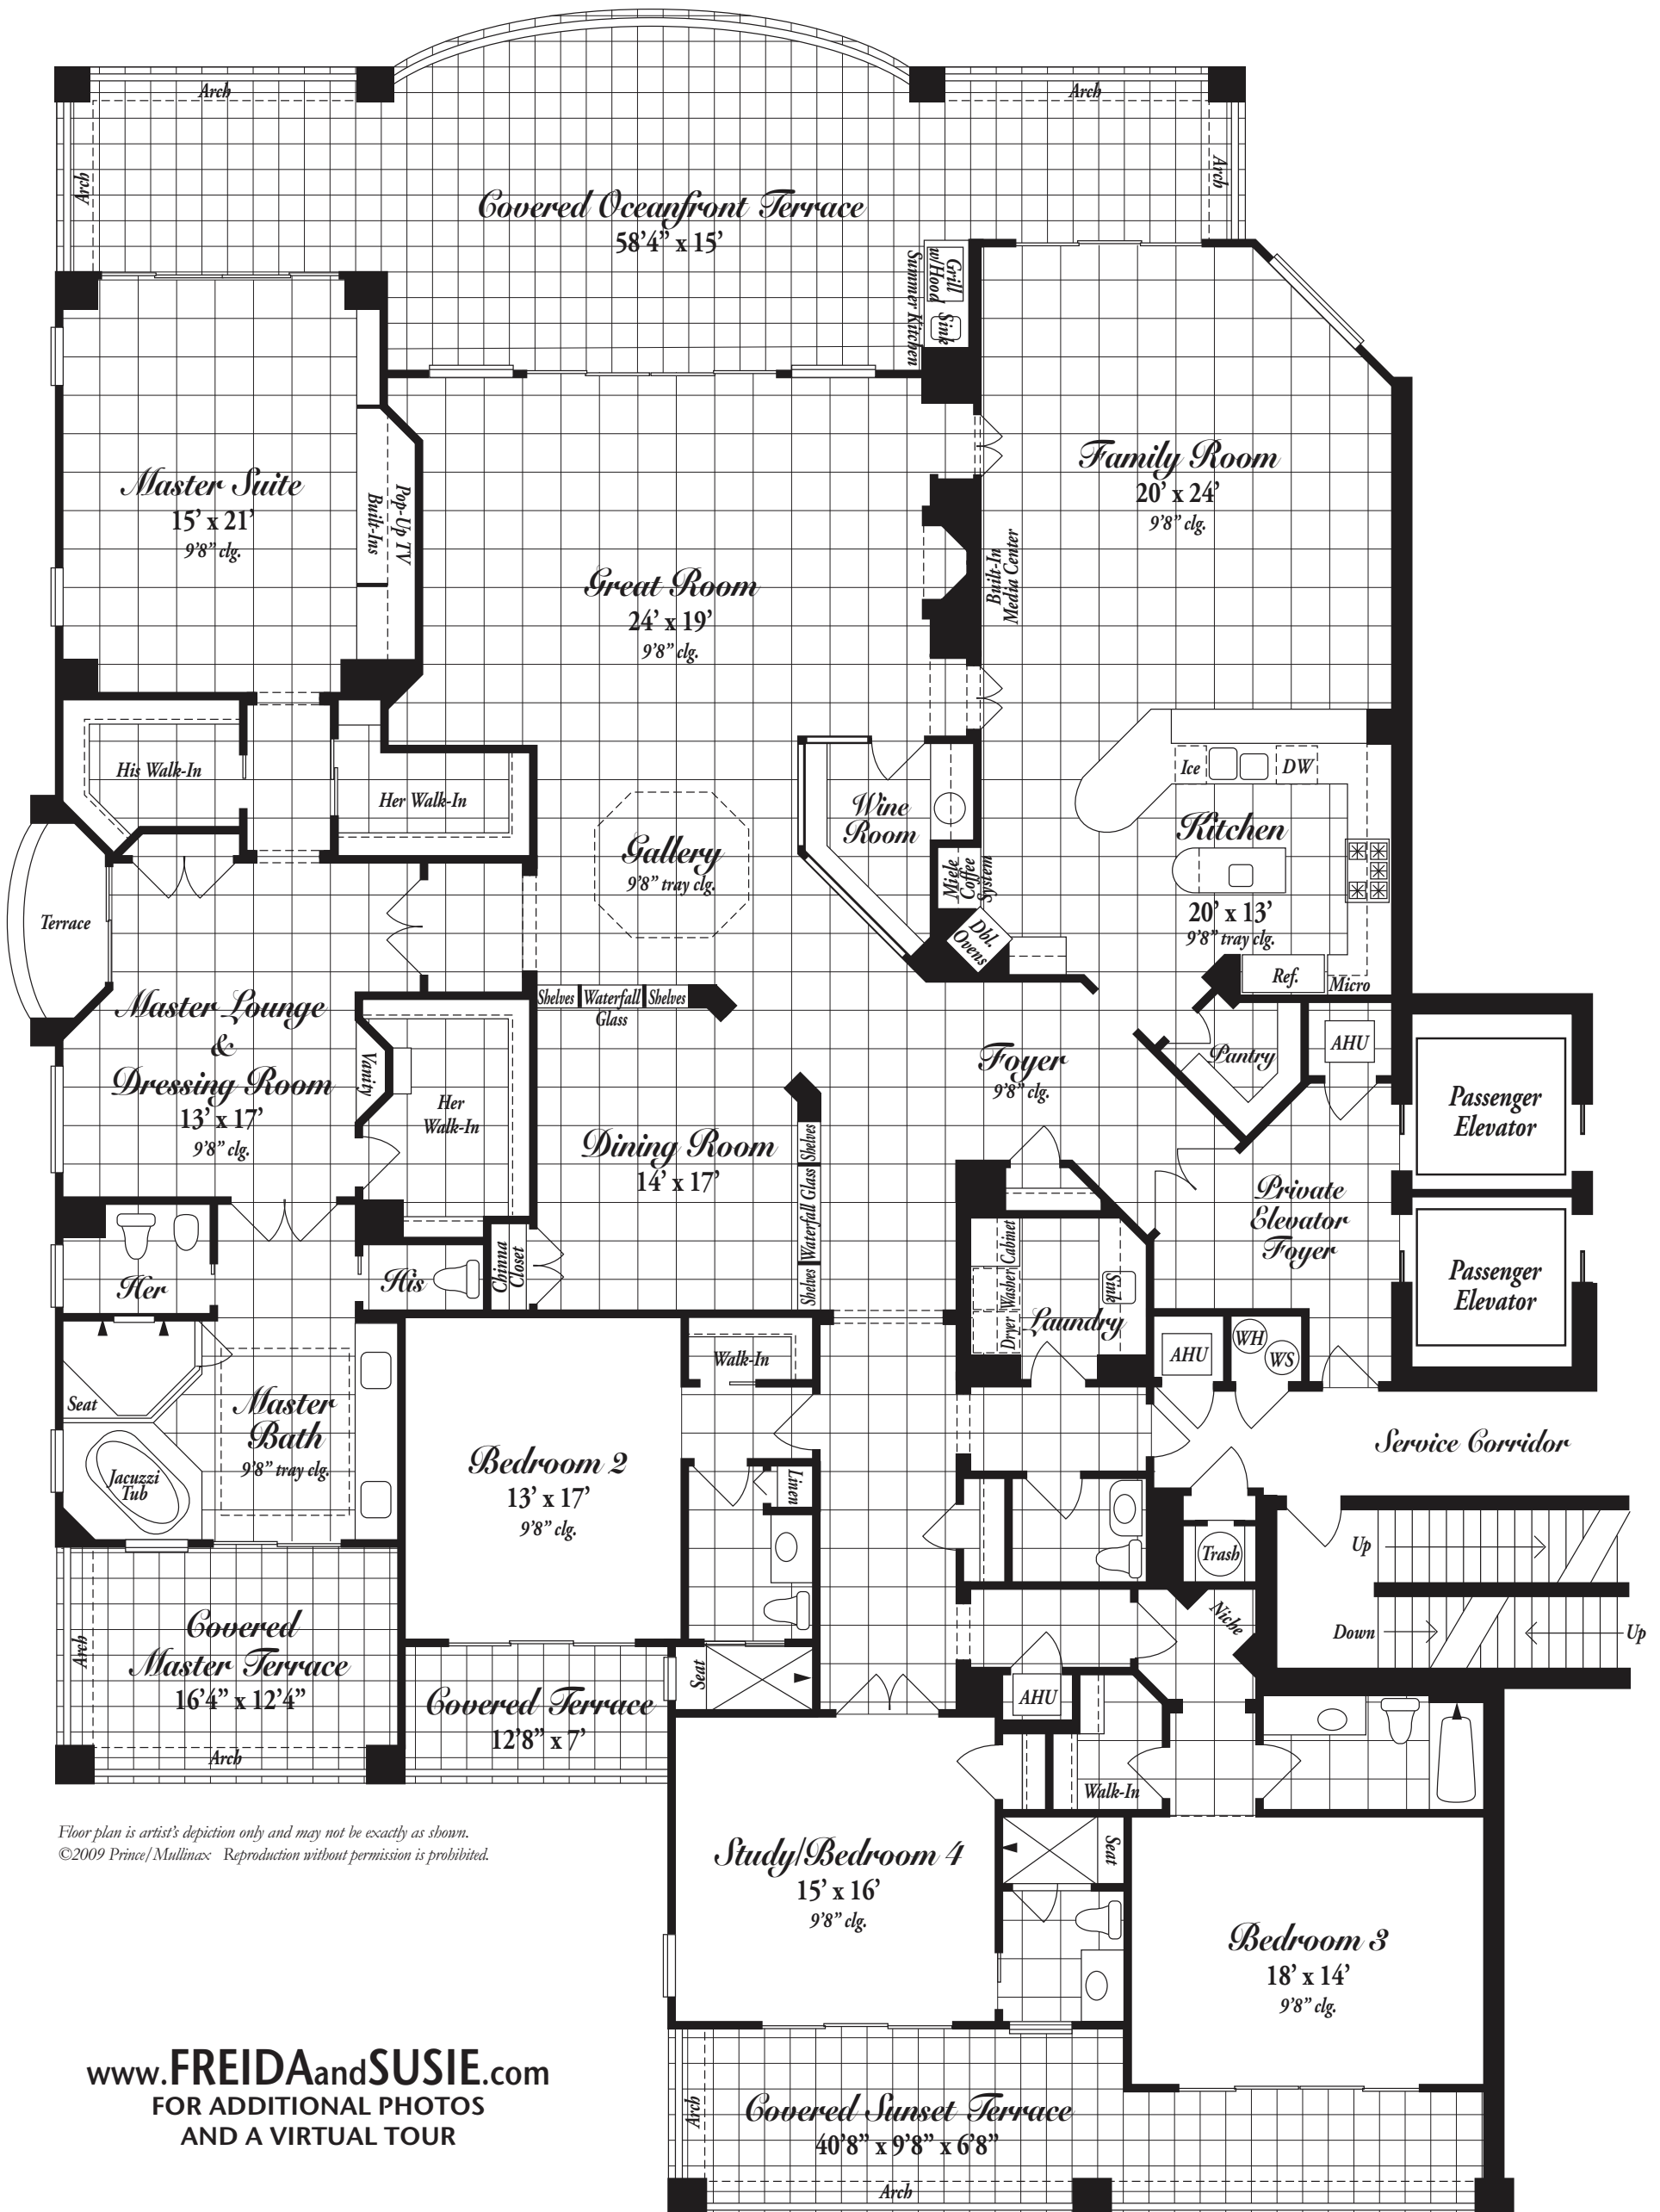 Arch
Arch
Arch
Arch
Covered Oceanfront Terrace
58’4” x 15’
Summer Kitchen
Grill
w/Hood
Sink
Master Suite
15’ x 21’
9’8” clg.
Built-Ins
Pop-Up TV
Great Room
24’ x 19’
9’8” clg.
Family Room
20’ x 24’
9’8” clg.
Built-In
Media Center
His Walk-In
Her Walk-In
Gallery
9’8” tray clg.
Wine
Room
Ice
DW
Kitchen
20’ x 13’
9’8” tray clg.
Miele
Coffee
System
Dbl.
Ovens
Ref.
Micro
Terrace
Master Lounge
&
Dressing Room
13’ x 17’
9’8” clg.
Vanity
Her
Walk-In
Shelves
Waterfall
Glass
Shelves
Foyer
9’8” clg.
Pantry
AHU
Passenger
Elevator
Dining Room
14’ x 17’
Shelves
Waterfall Glass
Shelves
Private
Elevator
Foyer
Passenger
Elevator
Her
His
Chinna
Closet
Cabinet
Washer
Dryer
Sink
Laundry
AHU
WH
WS
Seat
Master
Bath
9’8” tray clg.
Jacuzzi
Tub
Walk-In
Bedroom 2
13’ x 17’
9’8” clg.
Linen
Service Corridor
Trash
Up
Niche
Down
Up
Arch
Covered
Master Terrace
16’4” x 12’4”
Arch
Covered Terrace
12’8” x 7’
Seat
AHU
Walk-In
Floor plan is artist’s depiction only and may not be exactly as shown.
©2009 Prince/Mullinax Reproduction without permission is prohibited.
Study/Bedroom 4
15’ x 16’
9’8” clg.
Seat
Bedroom 3
18’ x 14’
9’8” clg.
www.FREIDAandSUSIE.com
FOR ADDITIONAL PHOTOS
AND A VIRTUAL TOUR
Arch
Covered Sunset Terrace
40’8” x 9’8” x 6’8”
Arch